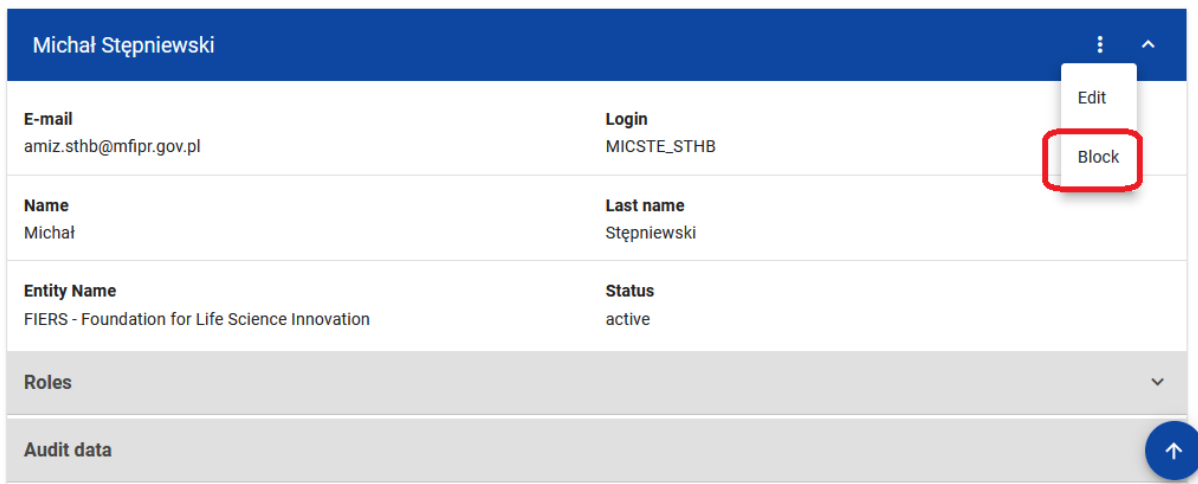 Michał Stępniewski
Edit
Block
E-mail
amiz.sthb@mfipr.gov.pl
Login
MICSTE_STHB
Name
Michał
Last name
Stępniewski
Entity Name
FIERS - Foundation for Life Science Innovation
Status
active
Roles
Audit data